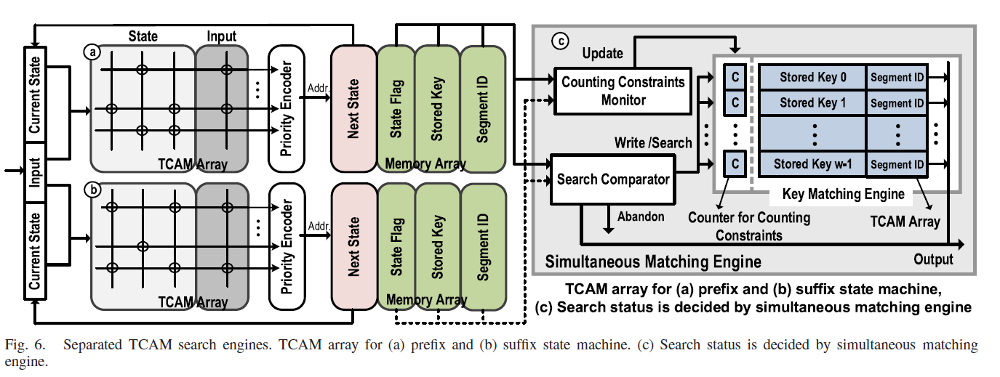 State
Input
a
Current State
Input
Current State
TCAM Array
Priority Encoder
Addr.
Next State
State Flag
Stored Key
Segment ID
Memory Array
b
TCAM Array
Priority Encoder
Addr.
Next State
State Flag
Stored Key
Segment ID
Memory Array
c
Update
Counting Constraints
Monitor
Write /Search
Search Comparator
Abandon
C
Stored Key 0
Segment ID
C
Stored Key 1
Segment ID
C
Stored Key w-1
Segment ID
Key Matching Engine
Counter for Counting
Constraints
TCAM Array
Output
Simultaneous Matching Engine
TCAM array for (a) prefix and (b) suffix state machine,
(c) Search status is decided by simultaneous matching engine
Fig. 6. Separated TCAM search engines. TCAM array for (a) prefix and (b) suffix state machine. (c) Search status is decided by simultaneous matching
engine.